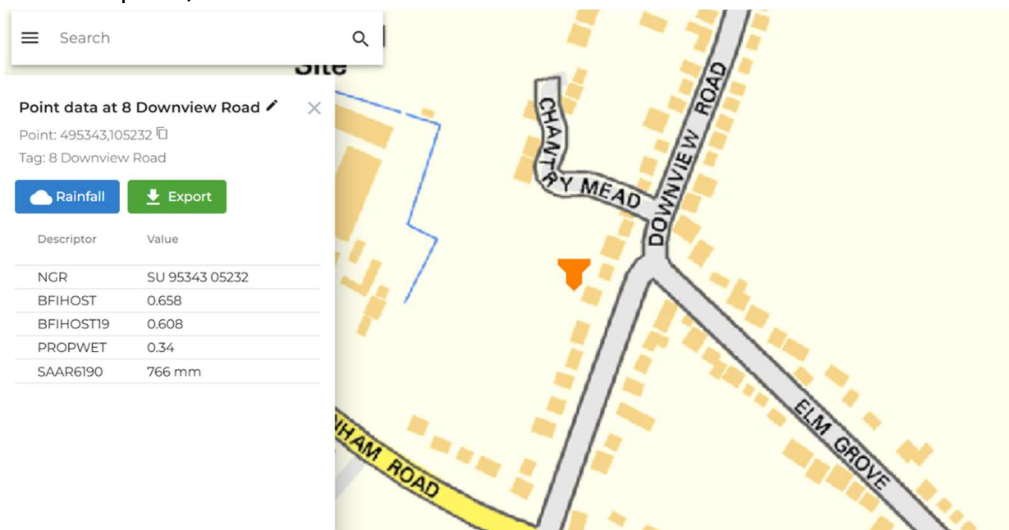 Search
Site
Point data at 8 Downview Road
Point: 495343,105232
Tag: 8 Downview Road
Rainfall
Export
Descriptor Value
NGR SU 95343 05232
BFIHOST 0.658
BFIHOST19 0.608
PROPWET 0.34
SAAR6190 766 mm
CHANTRY MEAD
DOWNVIEW ROAD
ELM GROVE
ROAD